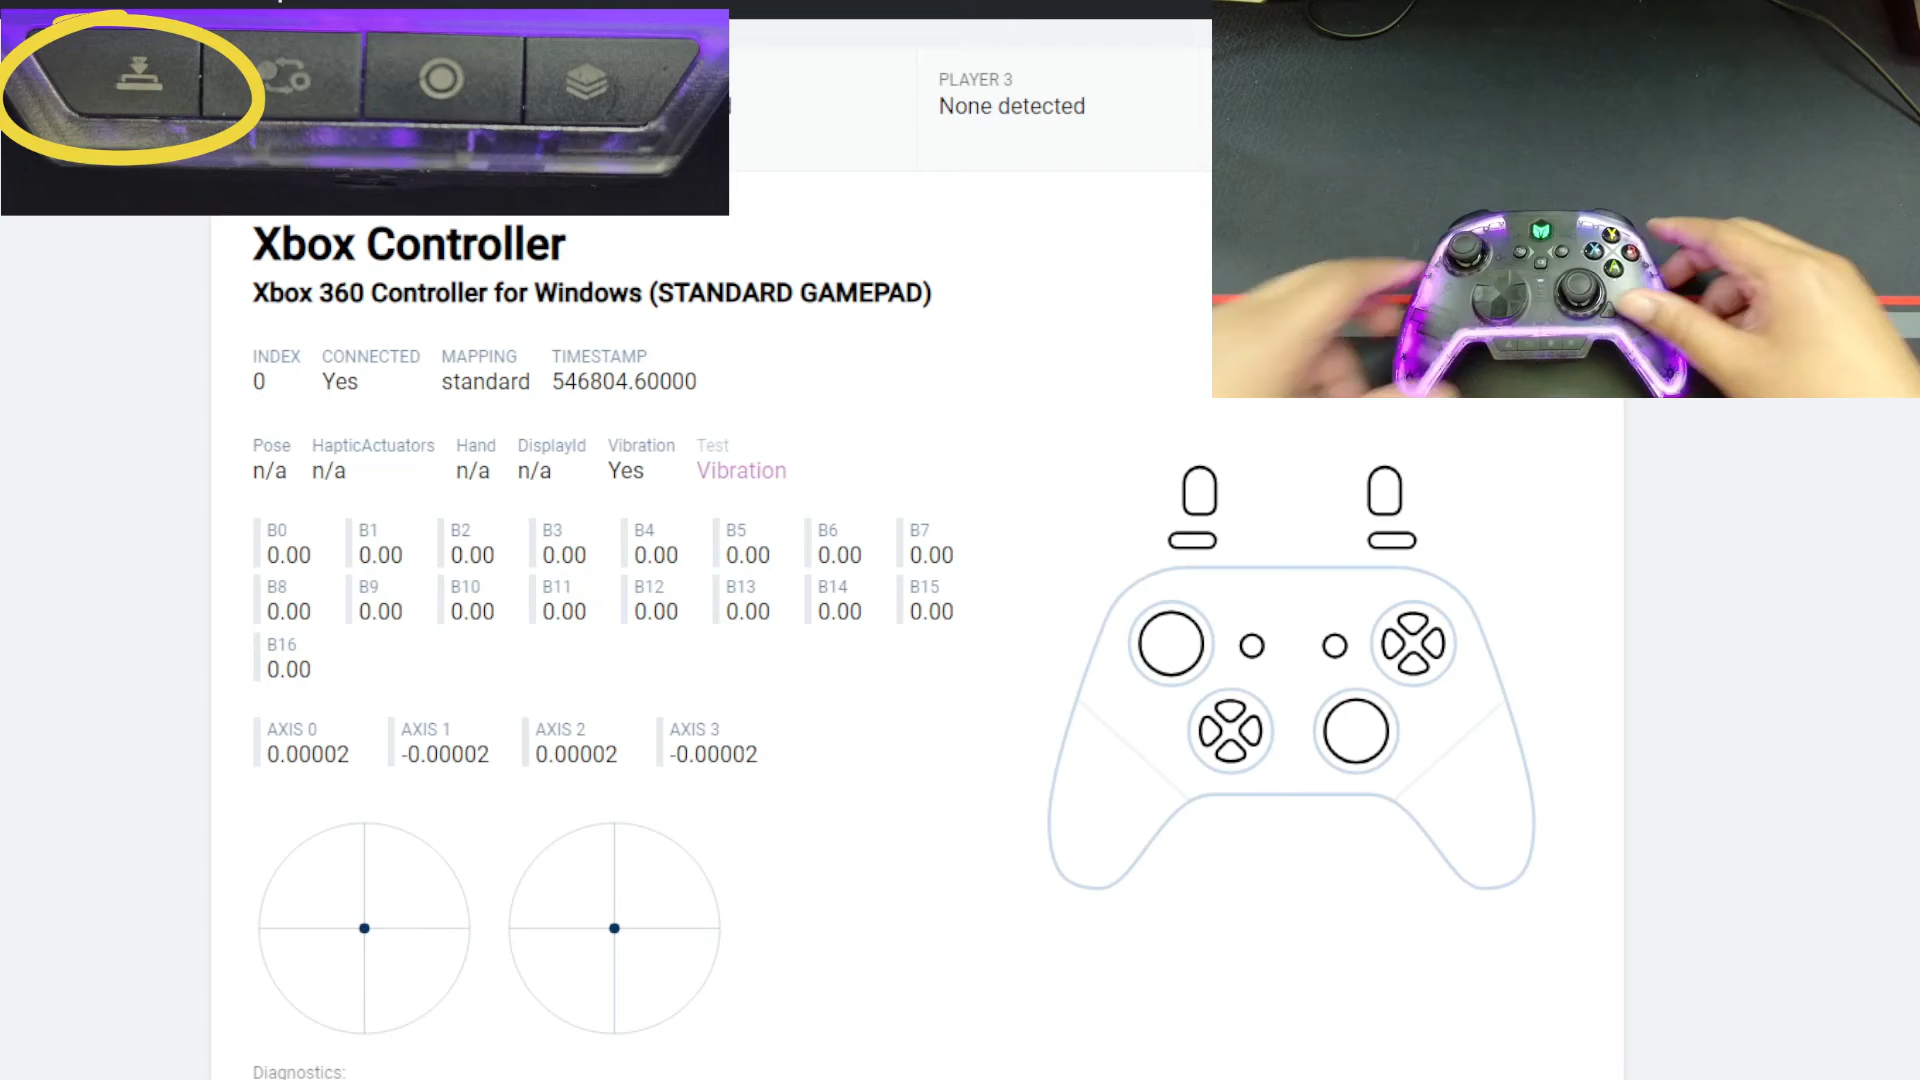 PLAYER 3
None detected
Xbox Controller
Xbox 360 Controller for Windows (STANDARD GAMEPAD)
INDEX CONNECTED MAPPING TIMESTAMP
0 Yes standard 546804.60000
Pose HapticActuators Hand DisplayId Vibration Test
n/a n/a n/a n/a Yes Vibration
B0 B1 B2 B3 B4 B5 B6 B7
0.00 0.00 0.00 0.00 0.00 0.00 0.00 0.00
B8 B9 B10 B11 B12 B13 B14 B15
0.00 0.00 0.00 0.00 0.00 0.00 0.00 0.00
B16
0.00
AXIS 0 AXIS 1 AXIS 2 AXIS 3
0.00002 -0.00002 0.00002 -0.00002
Diagnostics:
Y
X
A